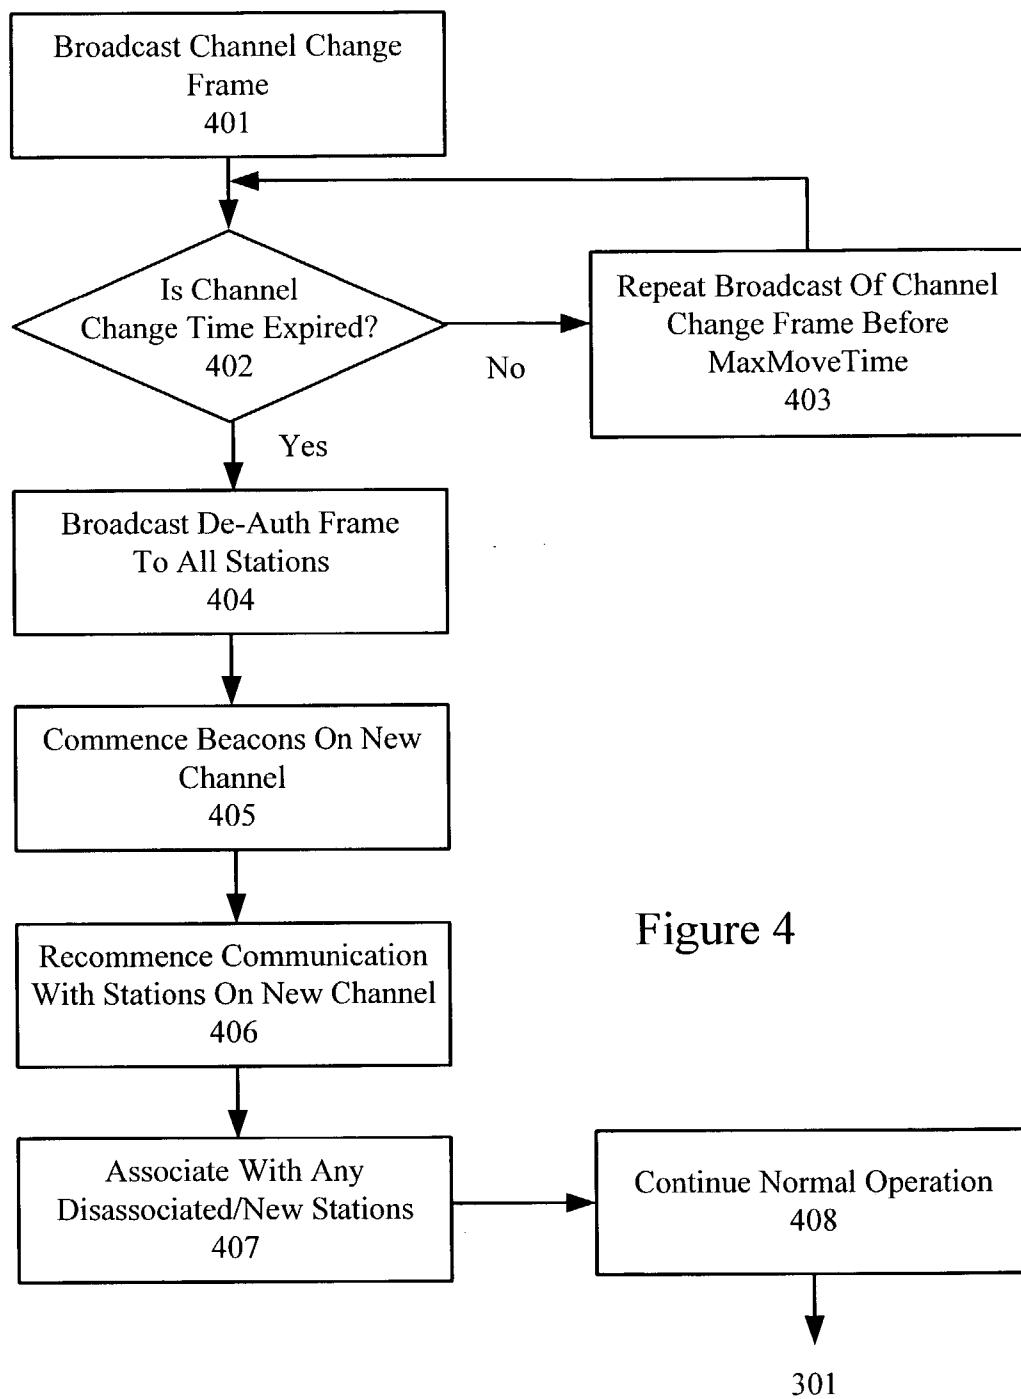 Broadcast Channel Change
Frame
401
Is Channel
Change Time Expired?
402
No
Repeat Broadcast Of Channel
Change Frame Before
MaxMoveTime
403
Yes
Broadcast De-Auth Frame
To All Stations
404
Commence Beacons On New
Channel
405
Figure 4
Recommence Communication
With Stations On New Channel
406
Associate With Any
Disassociated/New Stations
407
Continue Normal Operation
408
301